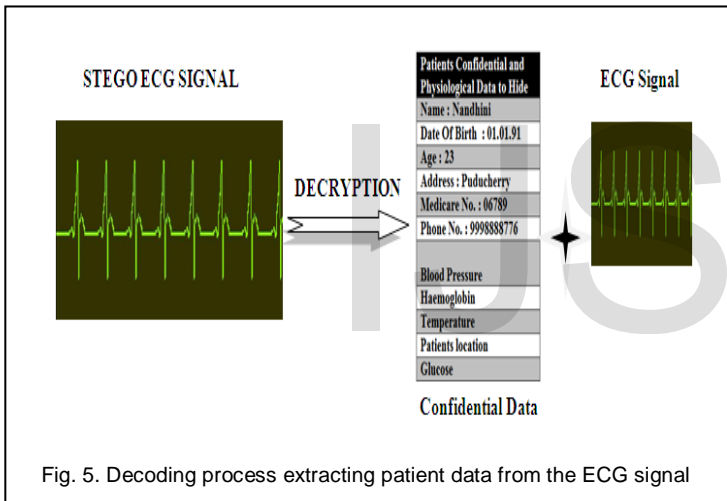 STEGO ECG SIGNAL
DECRYPTION
Patients Confidential and
Physiological Data to Hide
Name : Nandhini
Date Of Birth : 01.01.91
Age : 23
Address : Puducherry
Medicare No. : 06789
Phone No. : 9998888776
Blood Pressure
Haemoglobin
Temperature
Patients location
Glucose
Confidential Data
ECG Signal
IJS
Fig. 5. Decoding process extracting patient data from the ECG signal